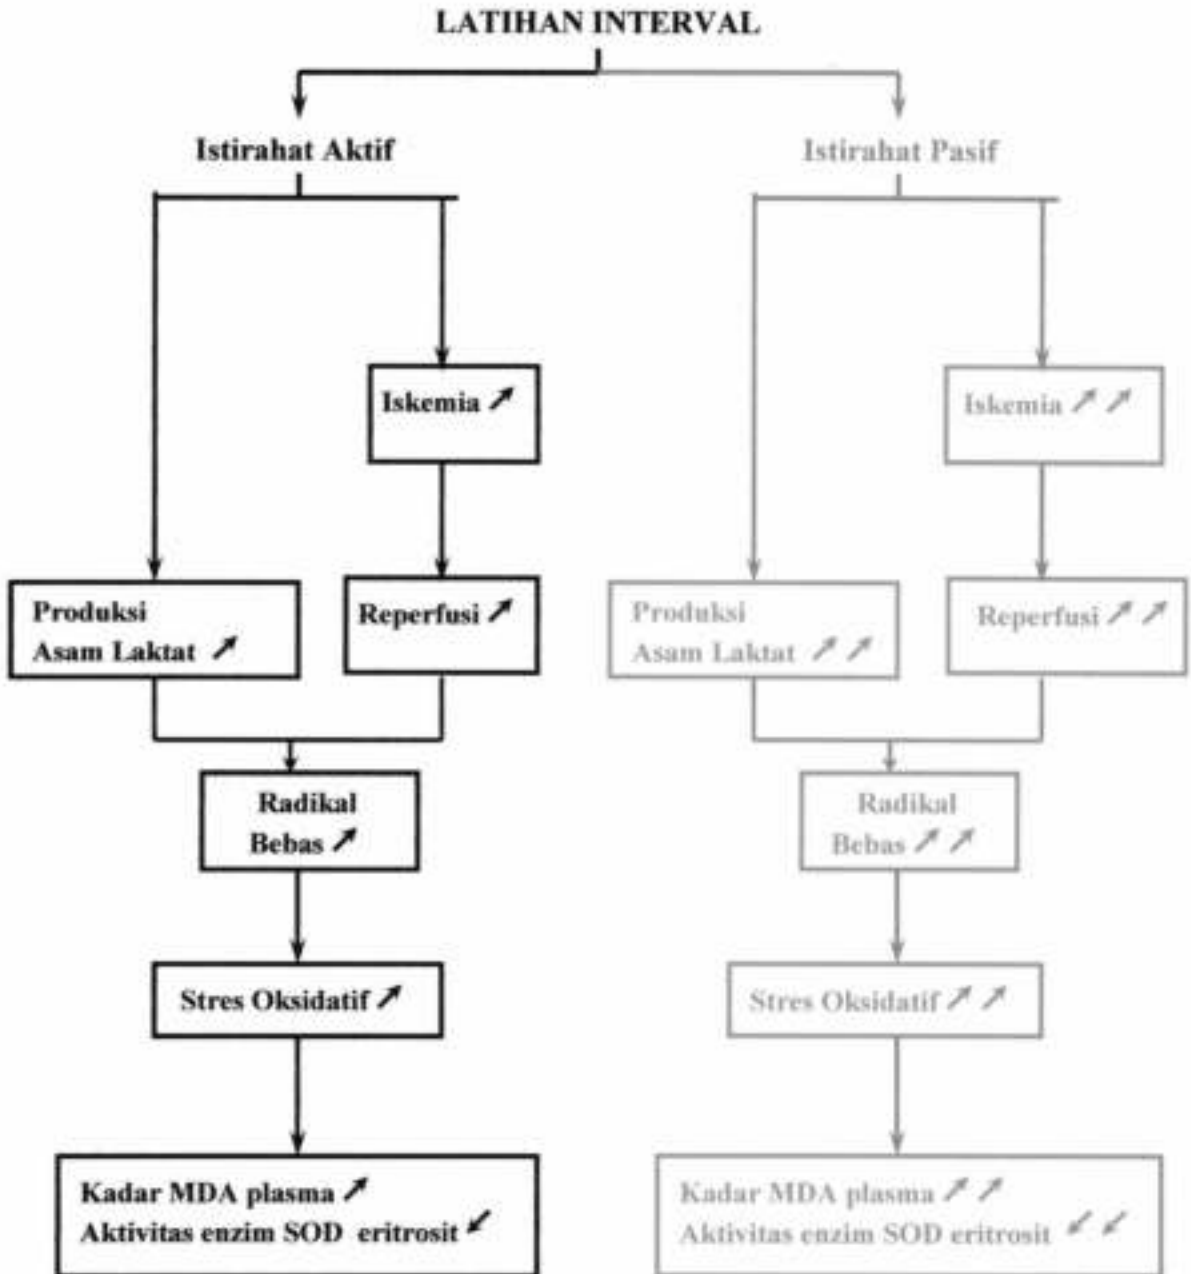 LATIHAN INTERVAL
Istirahat Aktif
Istirahat Pasif
Iskemia ↗
Iskemia ↗ ↗
Produksi
Asam Laktat ↗
Reperfusi ↗
Produksi
Asam Laktat ↗ ↗
Reperfusi ↗ ↗
Radikal
Bebas ↗
Radikal
Bebas ↗ ↗
Stres Oksidatif ↗
Stres Oksidatif ↗ ↗
Kadar MDA plasma ↗
Aktivitas enzim SOD eritrosit ↙
Kadar MDA plasma ↗ ↗
Aktivitas enzim SOD eritrosit ↙ ↙